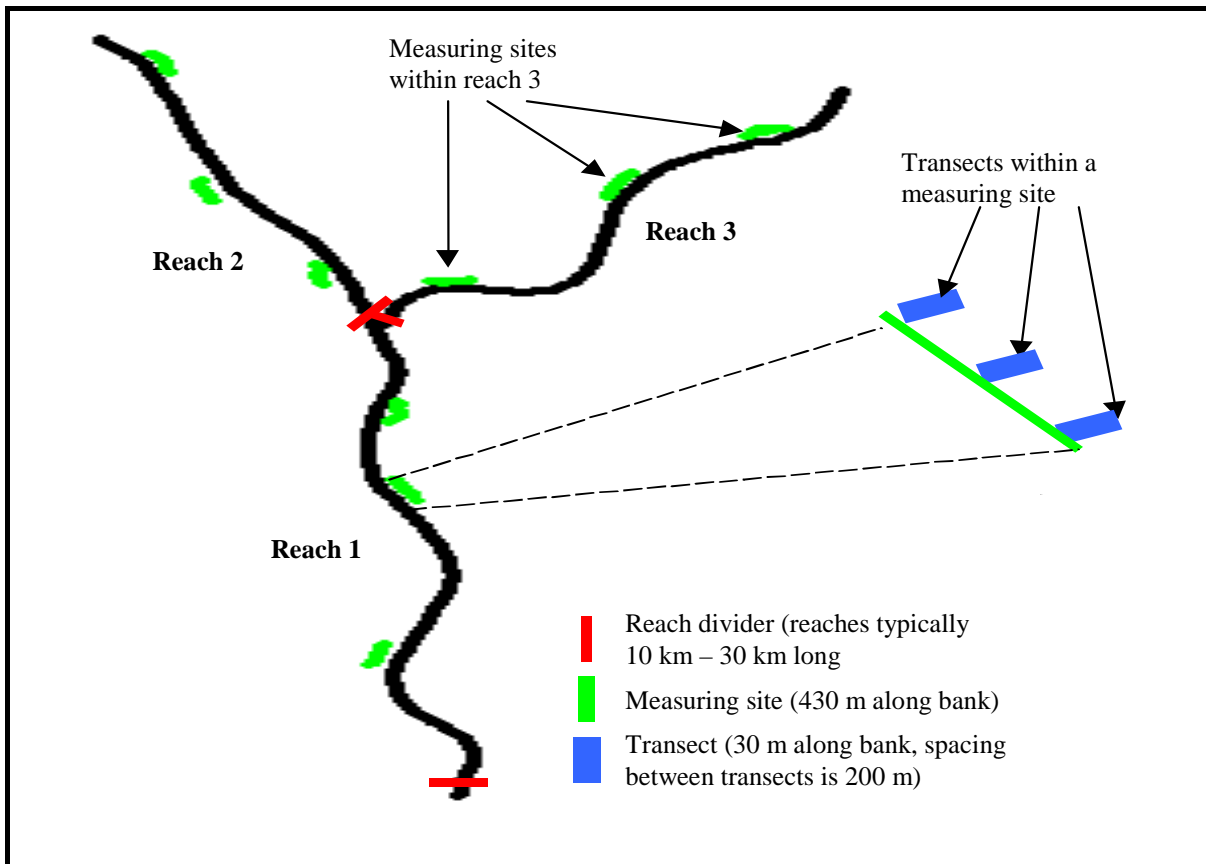 Measuring sites
within reach 3
Transects within a
measuring site
Reach 3
Reach 2
Reach 1
Reach divider (reaches typically
10 km – 30 km long
Measuring site (430 m along bank)
Transect (30 m along bank, spacing
between transects is 200 m)